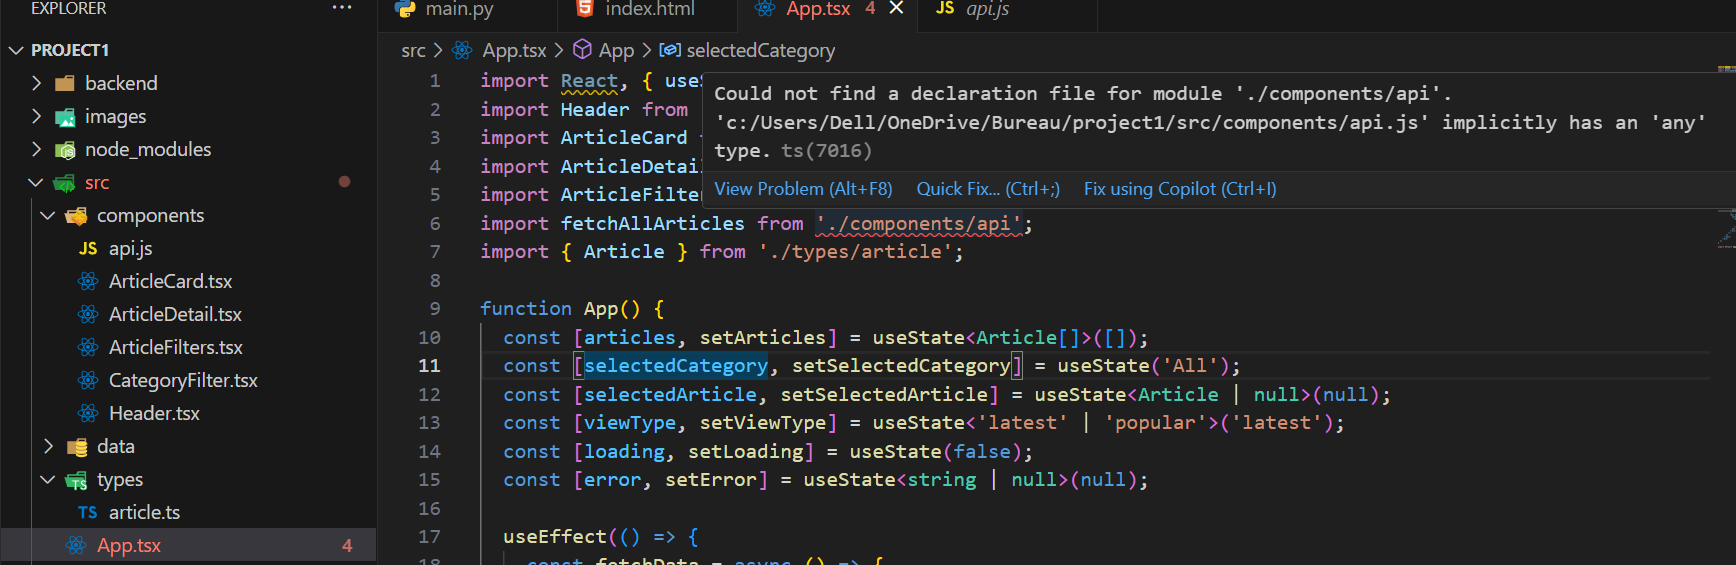 EXPLORER ...
PROJECT1
backend
images
node_modules
src
components
JS api.js
ArticleCard.tsx
ArticleDetail.tsx
ArticleFilters.tsx
CategoryFilter.tsx
Header.tsx
data
types
TS article.ts
App.tsx 4
main.py
index.html
App.tsx 4
JS api.js
src > App.tsx > App > selectedCategory
1 import React, { use
2 import Header from
3 import ArticleCard
4 import ArticleDetail
5 import ArticleFilter
6 import fetchAllArticles from './components/api';
7 import { Article } from './types/article';
8
9 function App() {
10 const [articles, setArticles] = useState<Article[]>([]);
11 const [selectedCategory, setSelectedCategory] = useState('All');
12 const [selectedArticle, setSelectedArticle] = useState<Article | null>(null);
13 const [viewType, setViewType] = useState<'latest' | 'popular'>('latest');
14 const [loading, setLoading] = useState(false);
15 const [error, setError] = useState<string | null>(null);
16
17 useEffect(() => {
18 const fetchData = async () => {
Could not find a declaration file for module './components/api'.
'c:/Users/Dell/OneDrive/Bureau/project1/src/components/api.js' implicitly has an 'any'
type. ts(7016)
View Problem (Alt+F8) Quick Fix... (Ctrl+;) Fix using Copilot (Ctrl+I)